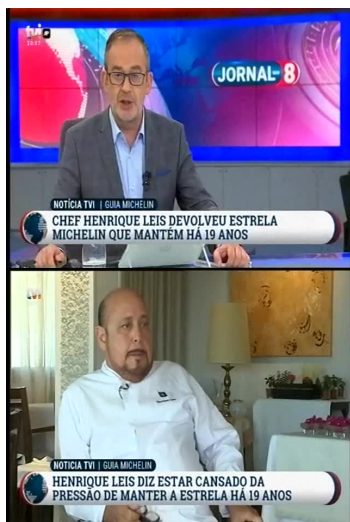 tvi
JORNAL DAS 8
NOTÍCIA TVI | GUIA MICHELIN
CHEF HENRIQUE LEIS DEVOLVEU ESTRELA
MICHELIN QUE MANTÉM HÁ 19 ANOS
tvi
NOTÍCIA TVI | GUIA MICHELIN
HENRIQUE LEIS DIZ ESTAR CANSADO DA
PRESSÃO DE MANTER A ESTRELA HÁ 19 ANOS